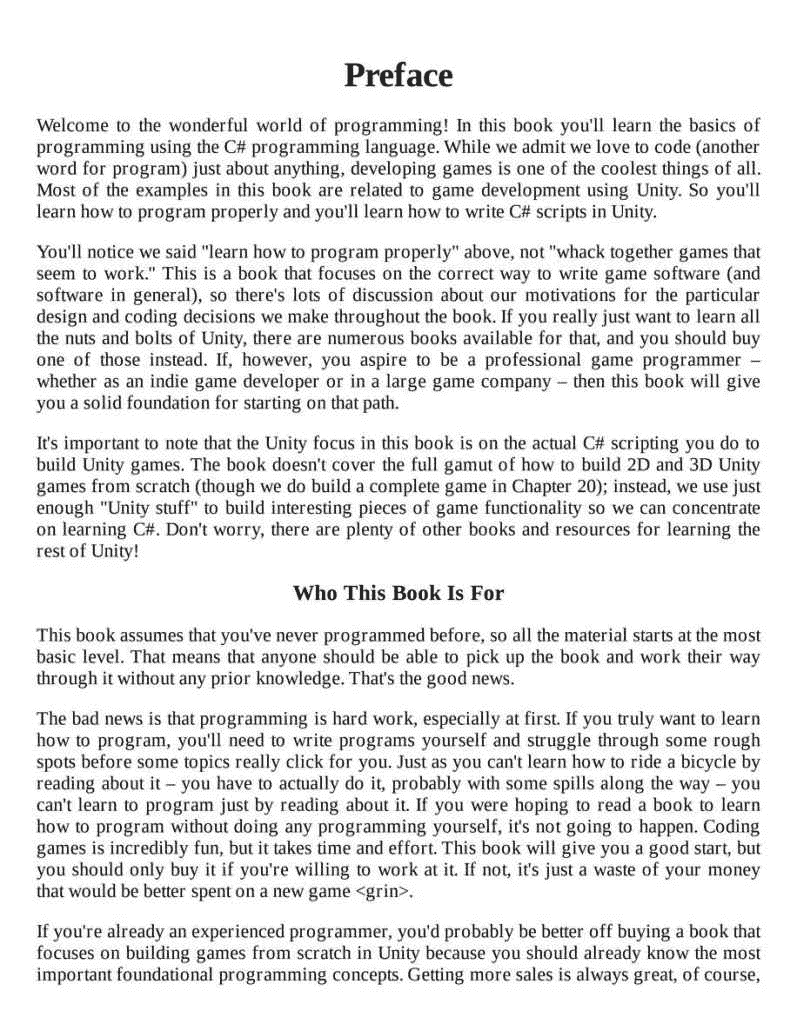 Preface
Welcome to the wonderful world of programming! In this book you'll learn the basics of
programming using the C# programming language. While we admit we love to code (another
word for program) just about anything, developing games is one of the coolest things of all.
Most of the examples in this book are related to game development using Unity. So you'll
learn how to program properly and you'll learn how to write C# scripts in Unity.
You'll notice we said "learn how to program properly" above, not "whack together games that
seem to work." This is a book that focuses on the correct way to write game software (and
software in general), so there's lots of discussion about our motivations for the particular
design and coding decisions we make throughout the book. If you really just want to learn all
the nuts and bolts of Unity, there are numerous books available for that, and you should buy
one of those instead. If, however, you aspire to be a professional game programmer –
whether as an indie game developer or in a large game company – then this book will give
you a solid foundation for starting on that path.
It's important to note that the Unity focus in this book is on the actual C# scripting you do to
build Unity games. The book doesn't cover the full gamut of how to build 2D and 3D Unity
games from scratch (though we do build a complete game in Chapter 20); instead, we use just
enough "Unity stuff" to build interesting pieces of game functionality so we can concentrate
on learning C#. Don't worry, there are plenty of other books and resources for learning the
rest of Unity!
Who This Book Is For
This book assumes that you've never programmed before, so all the material starts at the most
basic level. That means that anyone should be able to pick up the book and work their way
through it without any prior knowledge. That's the good news.
The bad news is that programming is hard work, especially at first. If you truly want to learn
how to program, you'll need to write programs yourself and struggle through some rough
spots before some topics really click for you. Just as you can't learn how to ride a bicycle by
reading about it – you have to actually do it, probably with some spills along the way – you
can't learn to program just by reading about it. If you were hoping to read a book to learn
how to program without doing any programming yourself, it's not going to happen. Coding
games is incredibly fun, but it takes time and effort. This book will give you a good start, but
you should only buy it if you're willing to work at it. If not, it's just a waste of your money
that would be better spent on a new game <grin>.
If you're already an experienced programmer, you'd probably be better off buying a book that
focuses on building games from scratch in Unity because you should already know the most
important foundational programming concepts. Getting more sales is always great, of course,